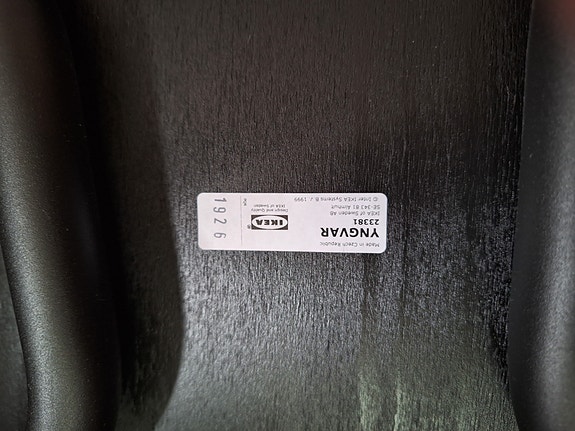 Made in Czech Republic
YNGVAR
23381
IKEA of Sweden AB
SE-343 81 Älmhult
© Inter IKEA Systems B.V. 1999
IKEA
®
Design and Quality
IKEA of Sweden
1926